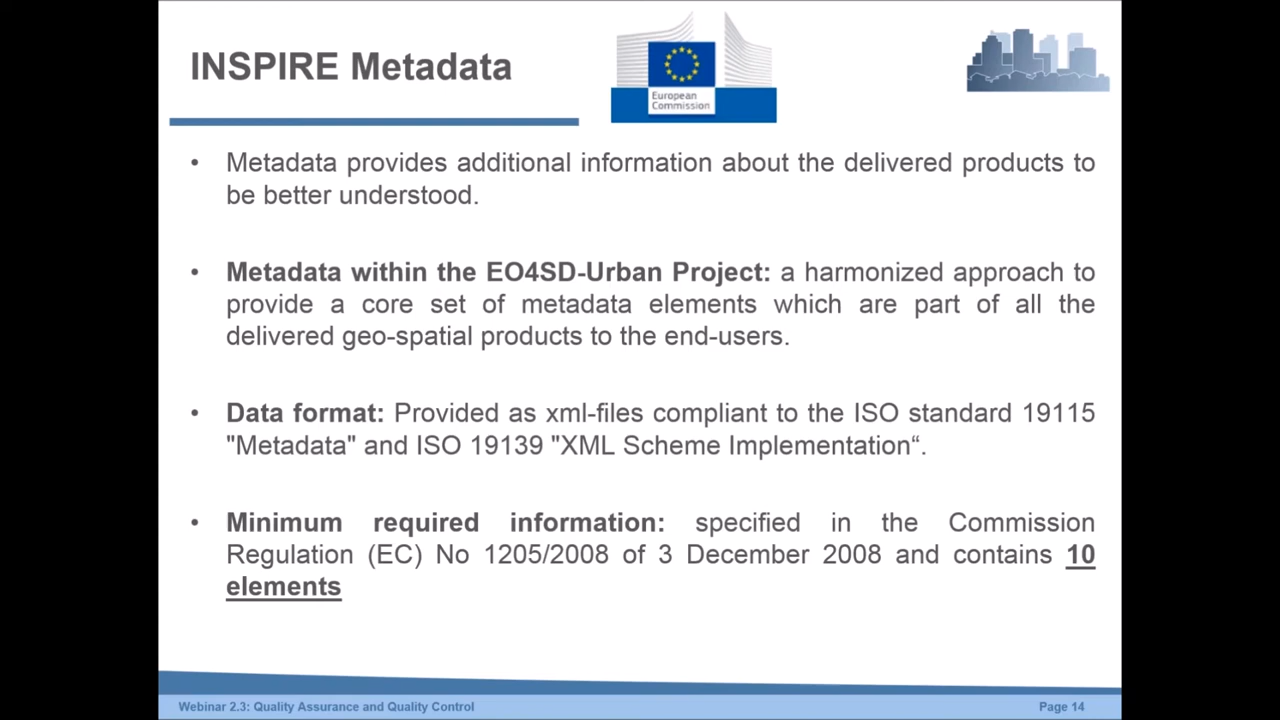 INSPIRE Metadata
European
Commission
• Metadata provides additional information about the delivered products to
be better understood.
• Metadata within the EO4SD-Urban Project: a harmonized approach to
provide a core set of metadata elements which are part of all the
delivered geo-spatial products to the end-users.
• Data format: Provided as xml-files compliant to the ISO standard 19115
"Metadata" and ISO 19139 "XML Scheme Implementation“.
• Minimum required information: specified in the Commission
Regulation (EC) No 1205/2008 of 3 December 2008 and contains 10
elements
Webinar 2.3: Quality Assurance and Quality Control
Page 14